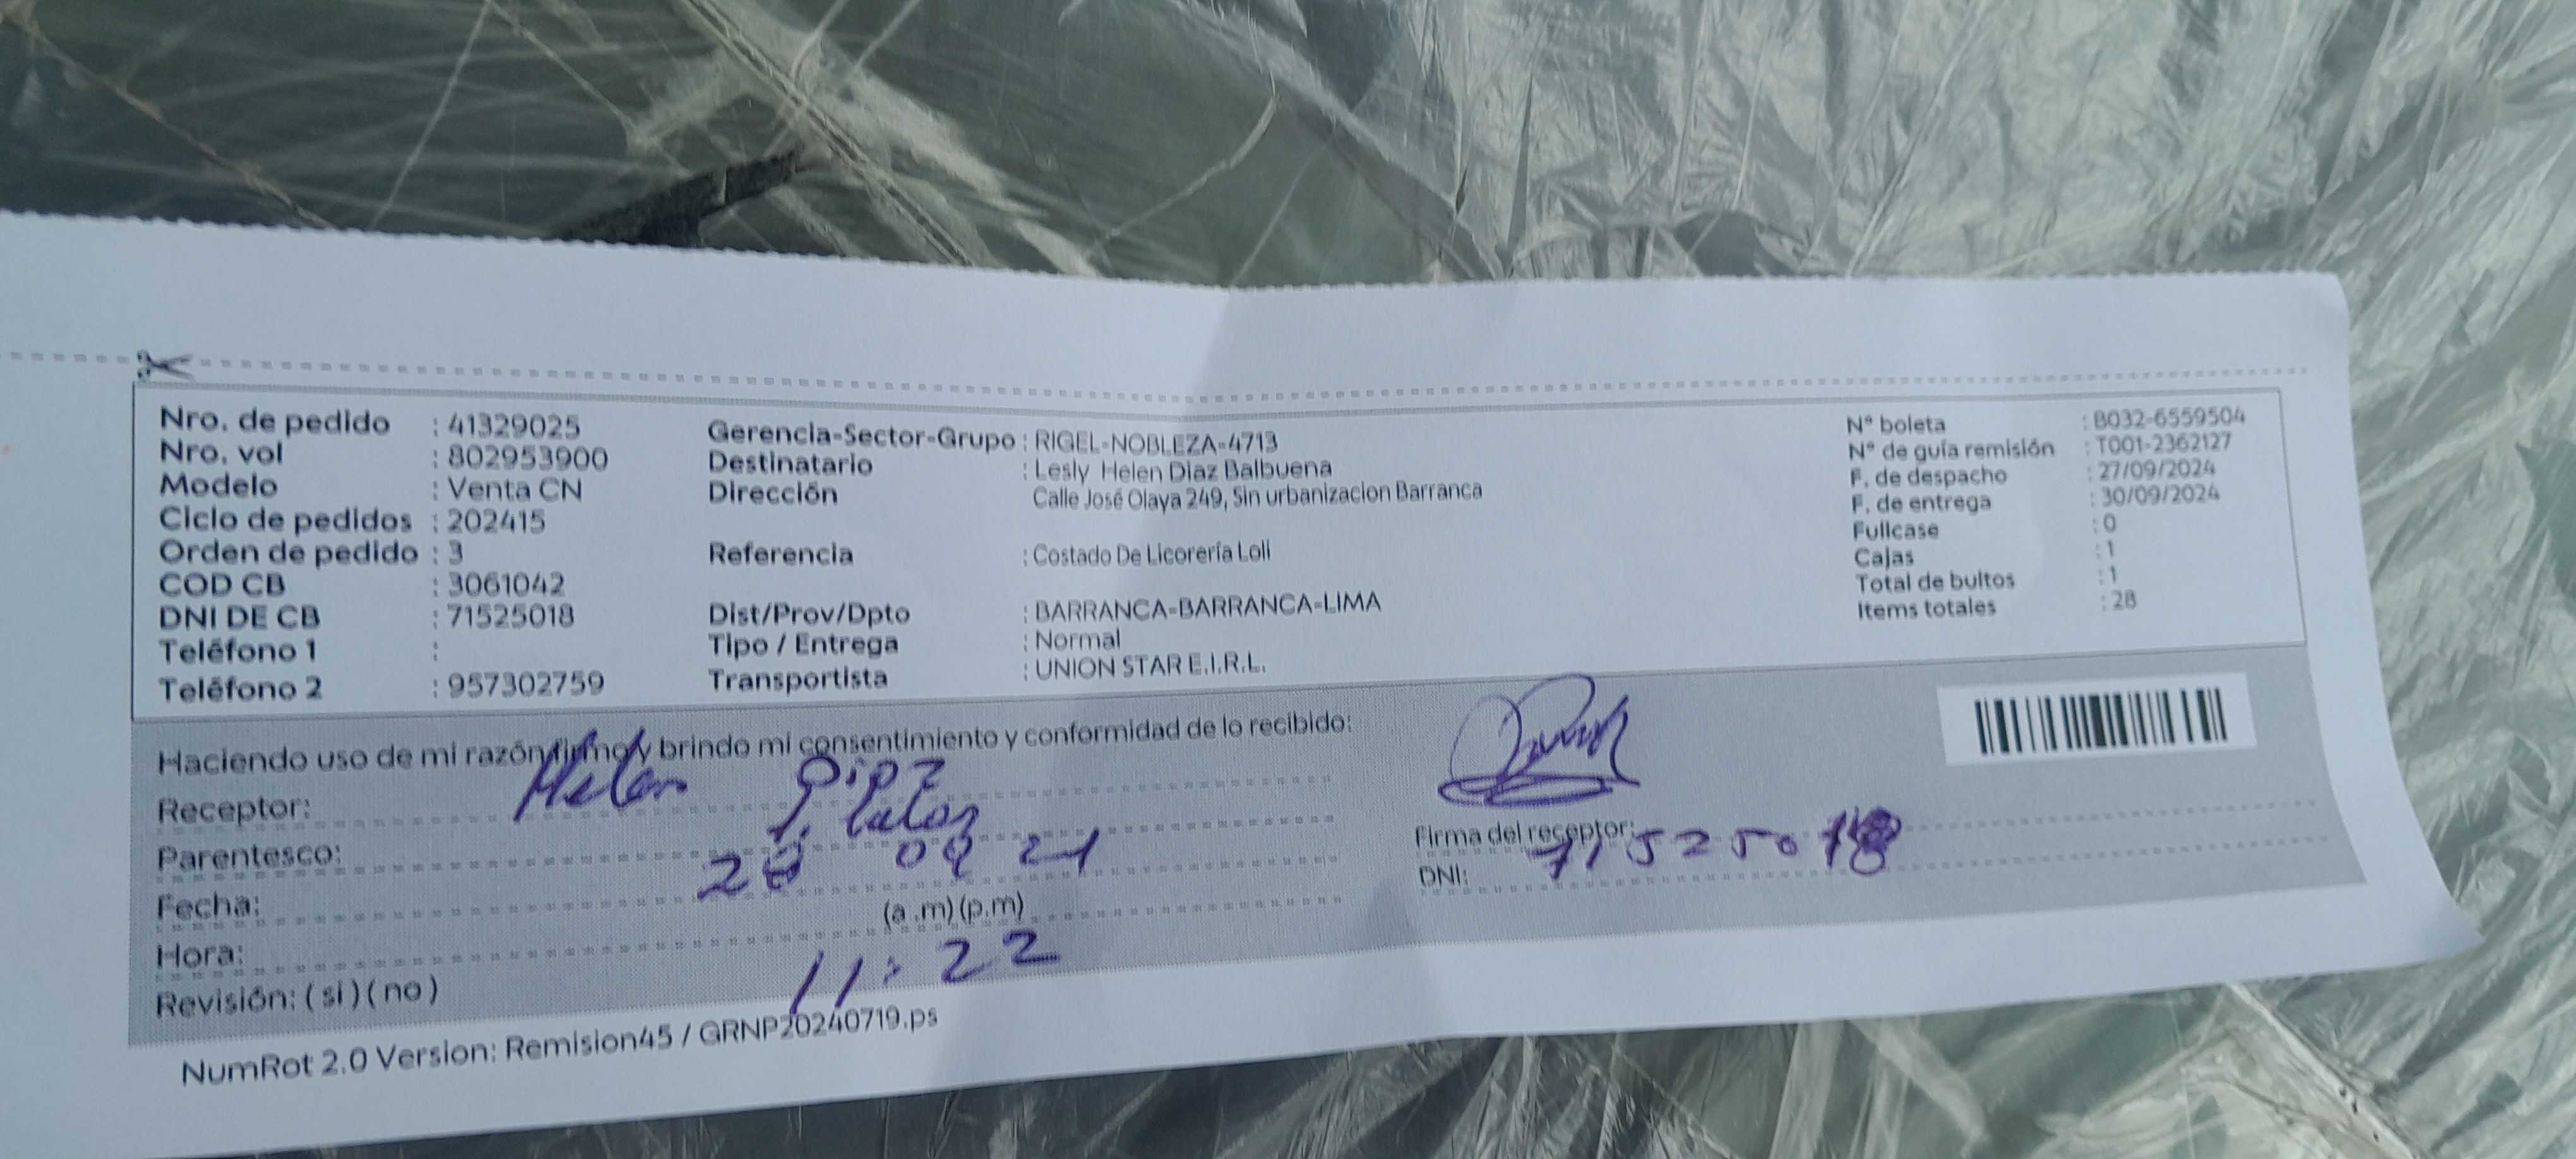 Nro. de pedido : 41329025
Nro. vol : 802953900
Modelo : Venta CN
Ciclo de pedidos : 202415
Orden de pedido : 3
COD CB : 3061042
DNI DE CB : 71525018
Teléfono 1 :
Teléfono 2 : 957302759
Gerencia-Sector-Grupo : RIGEL-NOBLEZA-4713
Destinatario : Lesly Helen Diaz Balbuena
Dirección Calle José Olaya 249, Sin urbanizacion Barranca
Referencia : Costado De Licorería Loli
Dist/Prov/Dpto : BARRANCA-BARRANCA-LIMA
Tipo / Entrega : Normal
Transportista : UNION STAR E.I.R.L.
N° boleta : B032-6559504
N° de guía remisión : T001-2362127
F. de despacho : 27/09/2024
F. de entrega : 30/09/2024
Fullcase : 0
Cajas : 1
Total de bultos : 1
Items totales : 28
Haciendo uso de mi razón firmo y brindo mi consentimiento y conformidad de lo recibido:
Receptor: Helen
Parentesco:
Fecha: 09
Hora: (a .m) (p.m)
11:22
Revisión: ( si ) ( no )
Firma del receptor:
DNI: 71525018
NumRot 2.0 Version: Remision45 / GRNP20240719.ps